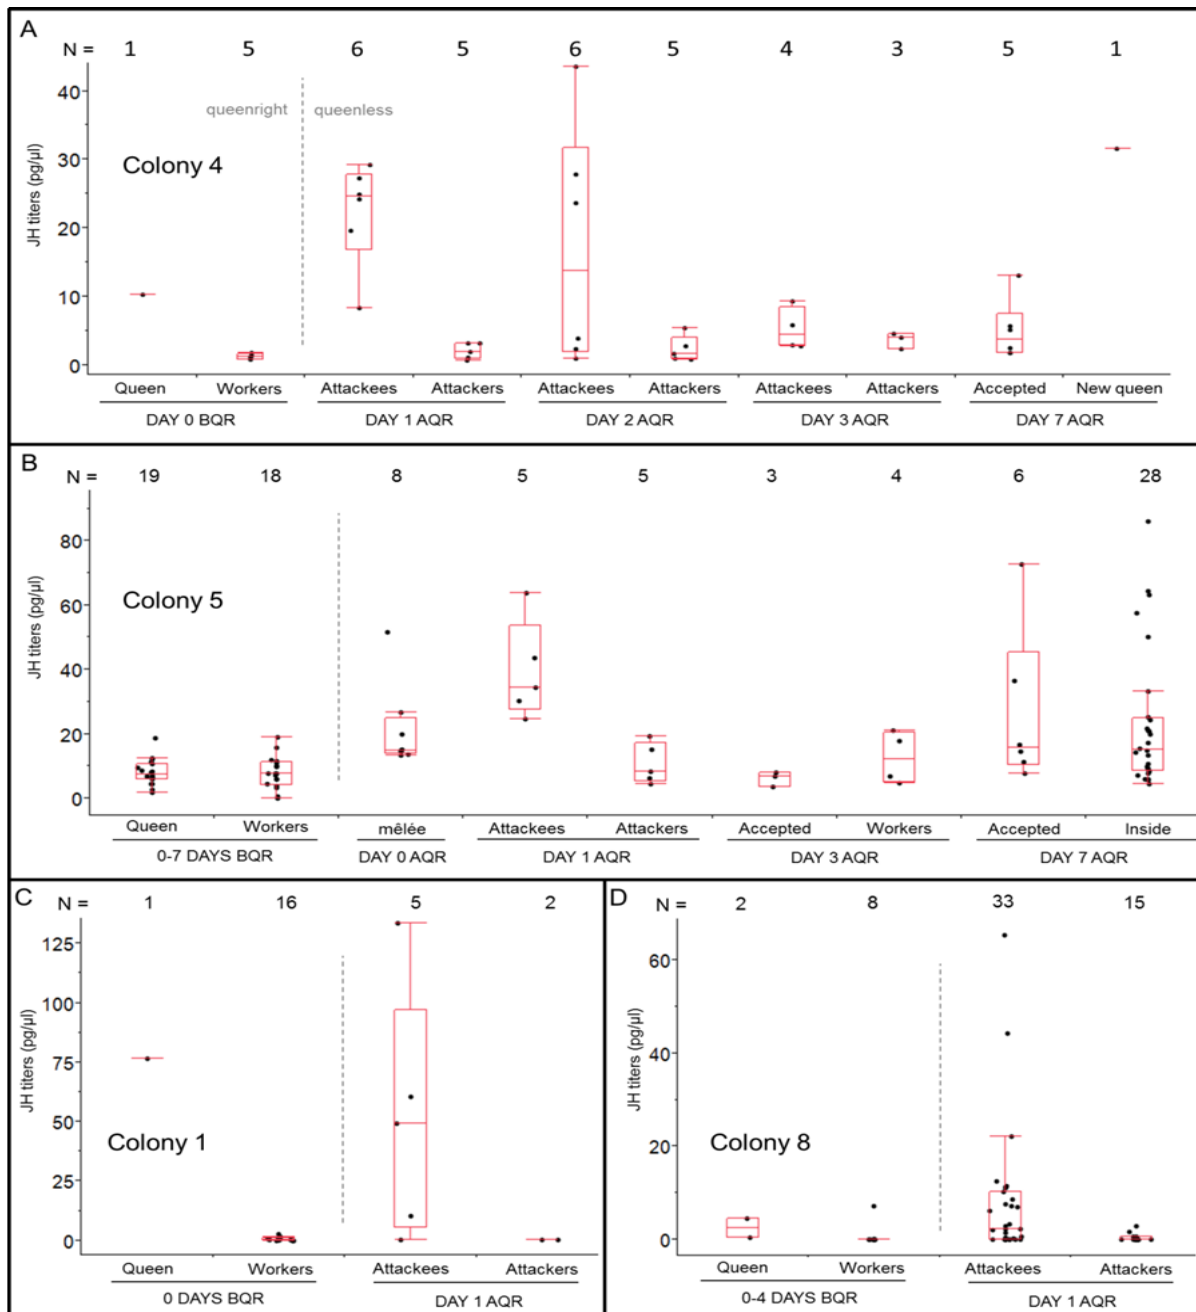 A
N = 1 5 6 5 6 5 4 3 5 1
queenright queenless
Colony 4
JH titers (pg/µl)
40
30
20
10
0
Queen Workers Attackees Attackers Attackees Attackers Attackees Attackers Accepted New queen
DAY 0 BQR DAY 1 AQR DAY 2 AQR DAY 3 AQR DAY 7 AQR
B
N = 19 18 8 5 5 3 4 6 28
Colony 5
JH titers (pg/µl)
80
60
40
20
0
Queen Workers mêlée Attackees Attackers Accepted Workers Accepted Inside
0-7 DAYS BQR DAY 0 AQR DAY 1 AQR DAY 3 AQR DAY 7 AQR
C
N = 1 16 5 2
Colony 1
JH titers (pg/µl)
125
100
75
50
25
0
Queen Workers Attackees Attackers
0 DAYS BQR DAY 1 AQR
D
N = 2 8 33 15
Colony 8
JH titers (pg/µl)
60
40
20
0
Queen Workers Attackees Attackers
0-4 DAYS BQR DAY 1 AQR